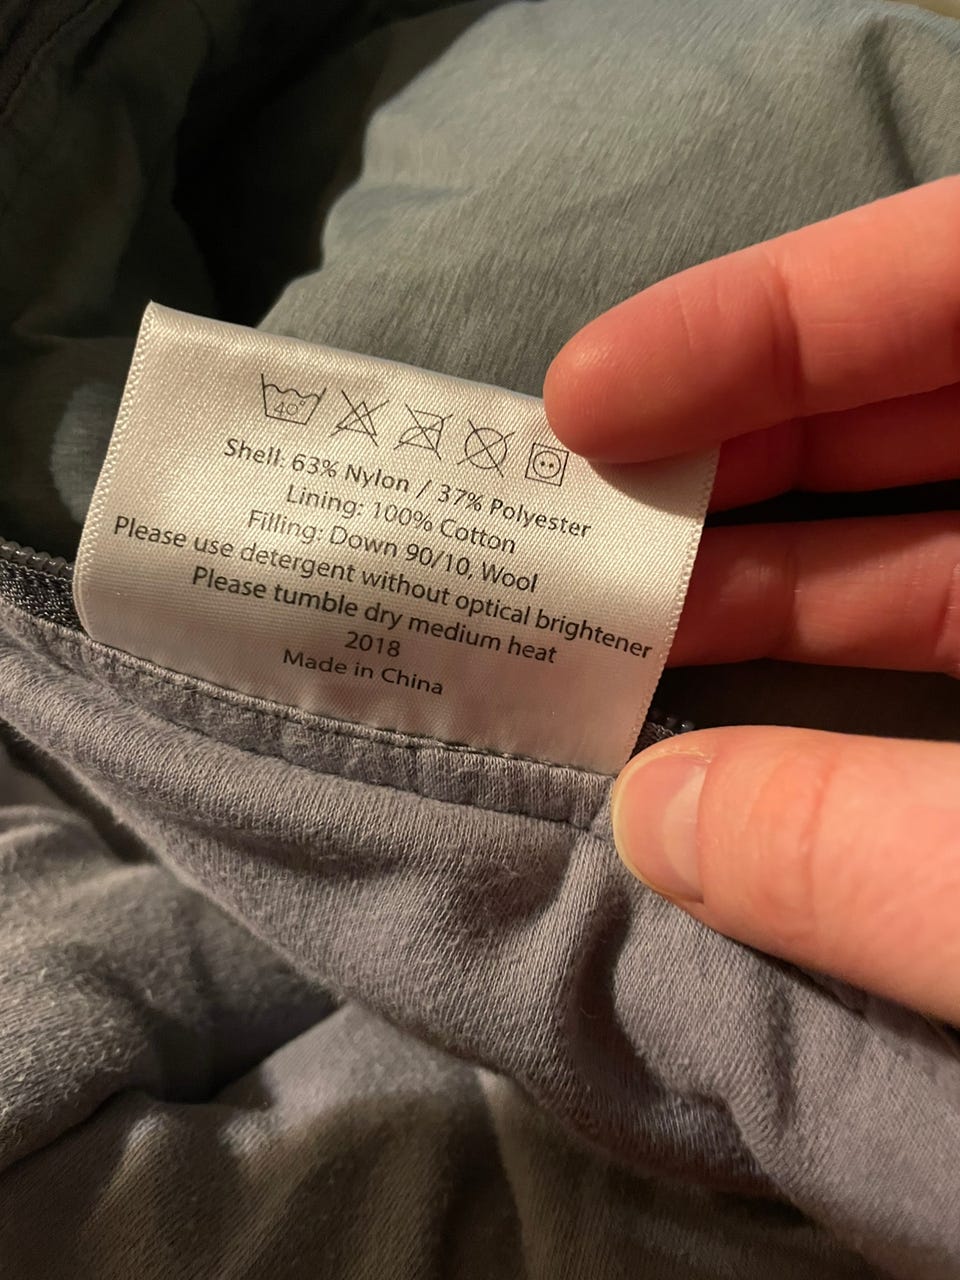 40°
Shell: 63% Nylon / 37% Polyester
Lining: 100% Cotton
Filling: Down 90/10, Wool
Please use detergent without optical brightener
Please tumble dry medium heat
2018
Made in China